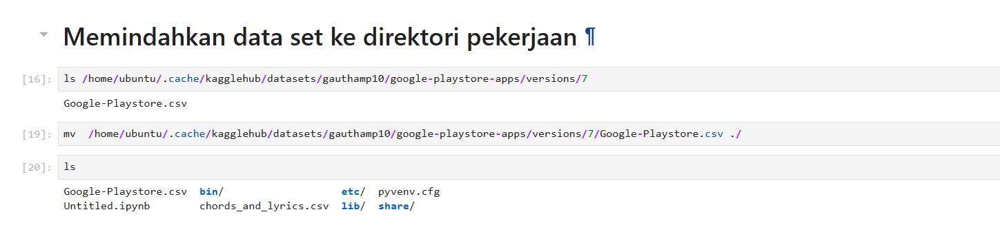 Memindahkan data set ke direktori pekerjaan ¶
[16]: ls /home/ubuntu/.cache/kagglehub/datasets/gauthamp10/google-playstore-apps/versions/7
Google-Playstore.csv
[19]: mv  /home/ubuntu/.cache/kagglehub/datasets/gauthamp10/google-playstore-apps/versions/7/Google-Playstore.csv ./
[20]: ls
Google-Playstore.csv  bin/                   etc/  pyvenv.cfg
Untitled.ipynb        chords_and_lyrics.csv  lib/  share/